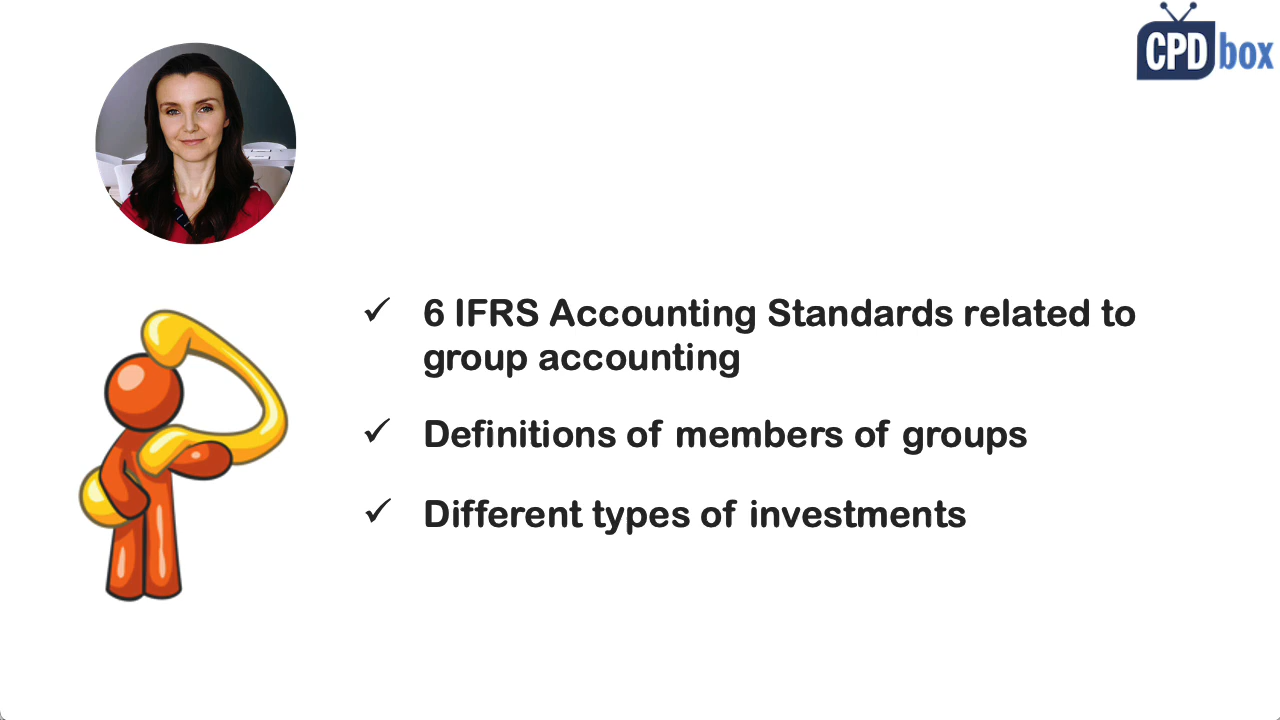 CPD box
✓ 6 IFRS Accounting Standards related to
group accounting
✓ Definitions of members of groups
✓ Different types of investments